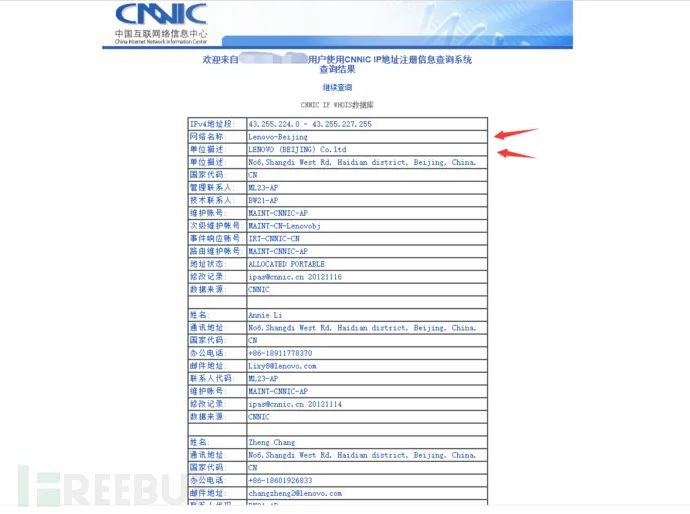 CNNIC
中国互联网络信息中心
China Internet Network Information Center
欢迎来自 用户使用CNNIC IP地址注册信息查询系统
查询结果
继续查询
CNNIC IP WHOIS数据库
IPv4地址段: 43.255.224.0 - 43.255.227.255
网络名称: Lenovo-Beijing
单位描述: LENOVO (BEIJING) Co.ltd
单位描述: No6,Shangdi West Rd, Haidian district, Beijing, China.
国家代码: CN
管理联系人: ML23-AP
技术联系人: BW21-AP
维护账号: MAINT-CNNIC-AP
次级维护帐号: MAINT-CN-Lenovobj
事件响应账号: IRT-CNNIC-CN
路由维护帐号: MAINT-CNNIC-AP
地址状态: ALLOCATED PORTABLE
修改记录: ipas@cnnic.cn 20121116
数据来源: CNNIC
姓名: Annie Li
通讯地址: No6,Shangdi West Rd, Haidian district, Beijing, China.
国家代码: CN
办公电话: +86-18911778370
邮件地址: Lixy8@lenovo.com
联系人代码: ML23-AP
维护帐号: MAINT-CNNIC-AP
修改记录: ipas@cnnic.cn 20121114
数据来源: CNNIC
姓名: Zheng Chang
通讯地址: No6,Shangdi West Rd, Haidian district, Beijing, China.
国家代码: CN
办公电话: +86-18601926833
邮件地址: changzheng2@lenovo.com
FREEBU